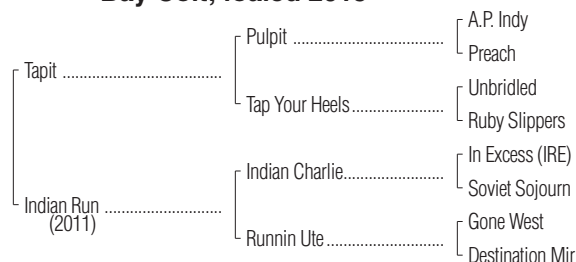 Bay Colt; foaled
A.P. Indy
Pulpit
Preach
Tapit
Unbridled
Tap Your Heels
Ruby Slippers
In Excess (IRE)
Indian Charlie
Soviet Sojourn
Indian Run
(2011)
Gone West
Runnin Ute
Destination Mir